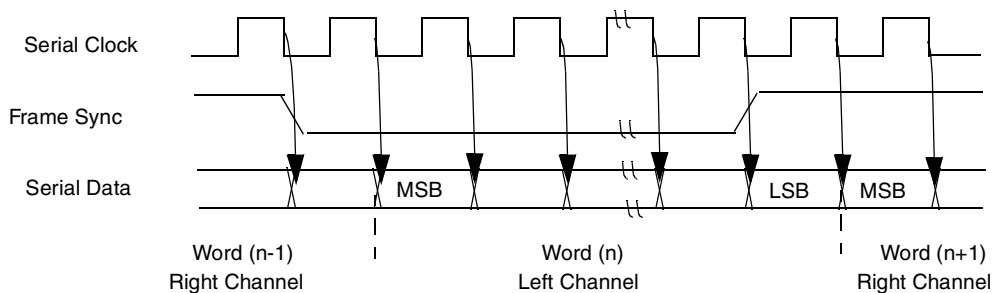 Serial Clock
Frame Sync
Serial Data
MSB
LSB
MSB
Word (n-1)
Right Channel
Word (n)
Left Channel
Word (n+1)
Right Channel